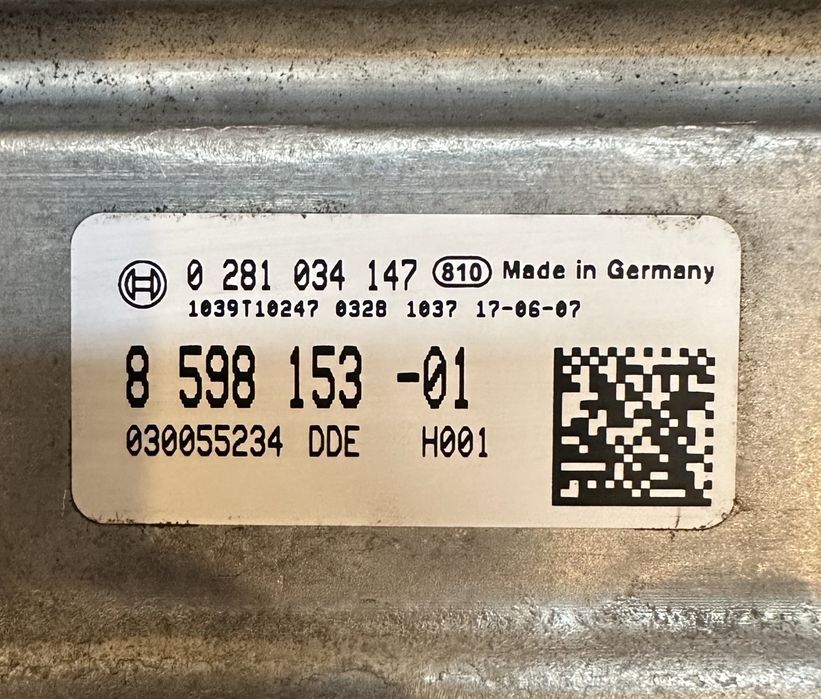 0 281 034 147 810 Made in Germany
1039T10247 0328 1037 17-06-07
8 598 153 -01
030055234 DDE H001